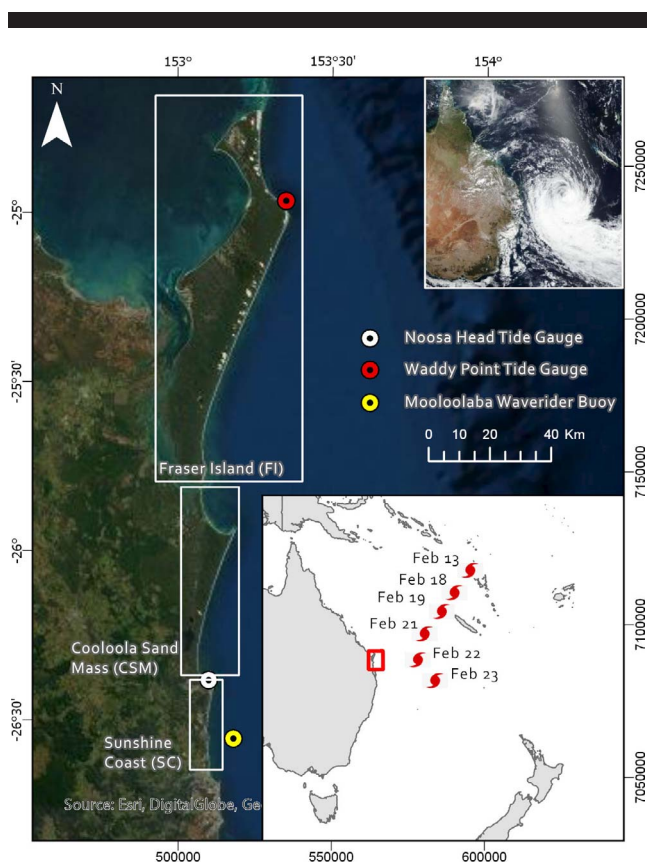 153° 153°30' 154°
N
-25°
-25°30'
-26°
-26°30'
7250000
7200000
7150000
7100000
7050000
Noosa Head Tide Gauge
Waddy Point Tide Gauge
Mooloolaba Waverider Buoy
0 10 20 40 Km
Fraser Island (FI)
Feb 13
Feb 18
Feb 19
Feb 21
Feb 22
Feb 23
Cooloola Sand
Mass (CSM)
Sunshine
Coast (SC)
Source: Esri, DigitalGlobe, Ge
500000 550000 600000